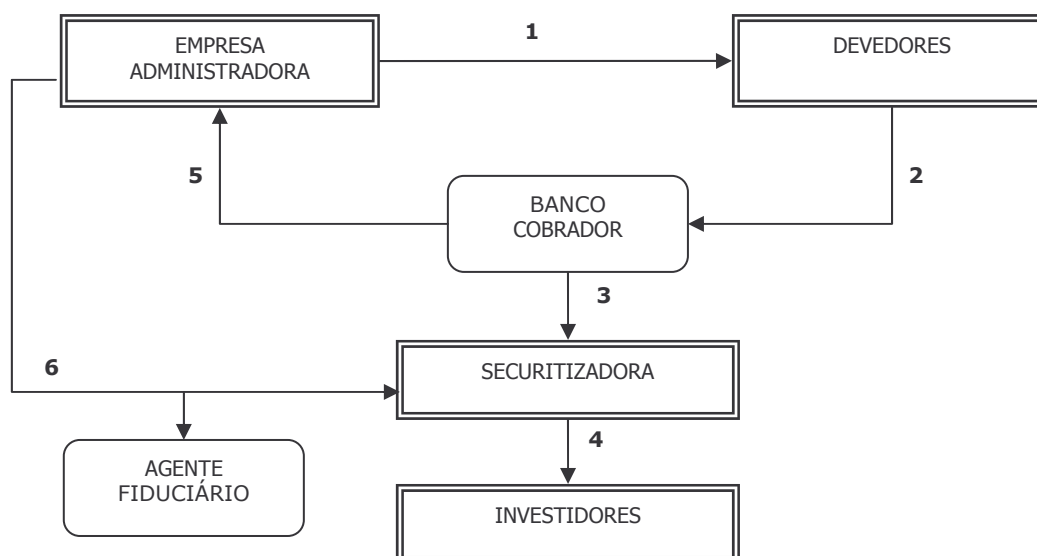 EMPRESA
ADMINISTRADORA
1
DEVEDORES
5
2
BANCO
COBRADOR
3
6
SECURITIZADORA
4
AGENTE
FIDUCIÁRIO
INVESTIDORES